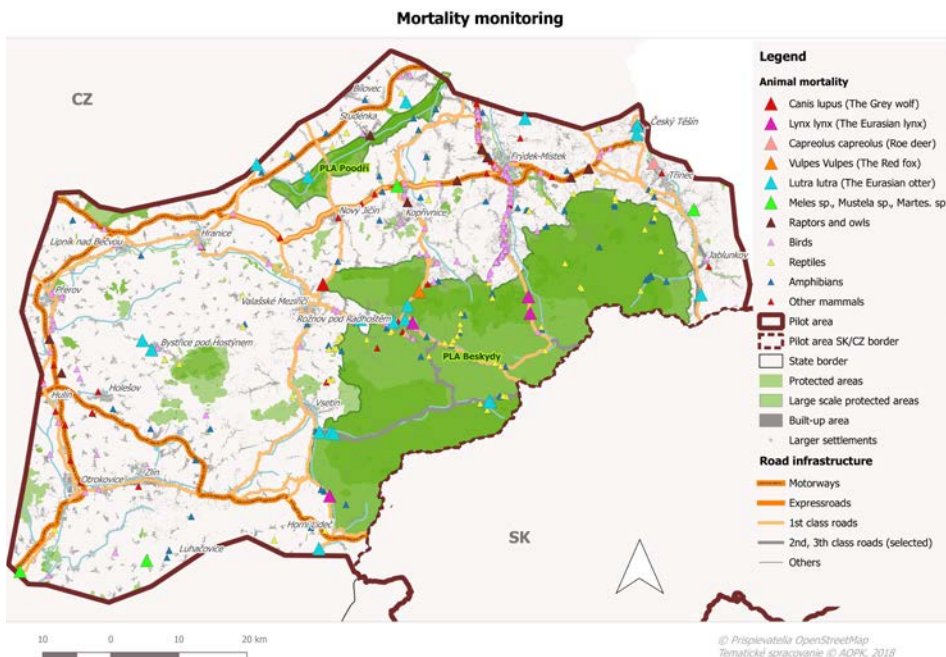 Mortality monitoring
CZ
Legend
Animal mortality
Canis lupus (The Grey wolf)
Lynx lynx (The Eurasian lynx)
Capreolus capreolus (Roe deer)
Vulpes Vulpes (The Red fox)
Lutra lutra (The Eurasian otter)
Meles sp., Mustela sp., Martes. sp
Raptors and owls
Birds
Reptiles
Amphibians
Other mammals
Pilot area
Pilot area SK/CZ border
State border
Protected areas
Large scale protected areas
Built-up area
Larger settlements
Road infrastructure
Motorways
Expressroads
1st class roads
2nd, 3th class roads (selected)
Others
Bílovec
Studénka
Český Těšín
PLA Poodří
Frýdek-Místek
Třinec
Nový Jičín
Kopřivnice
Lipník nad Bečvou
Hranice
Jablunkov
Přerov
Valašské Meziříčí
Rožnov pod Radhoštěm
Bystřice pod Hostýnem
PLA Beskydy
Holešov
Hulín
Vsetín
Otrokovice
Zlín
Horní Lideč
Luhačovice
SK
10 0 10 20 km
© Prispievatelia OpenStreetMap
Tematické spracovanie © AOPK, 2018